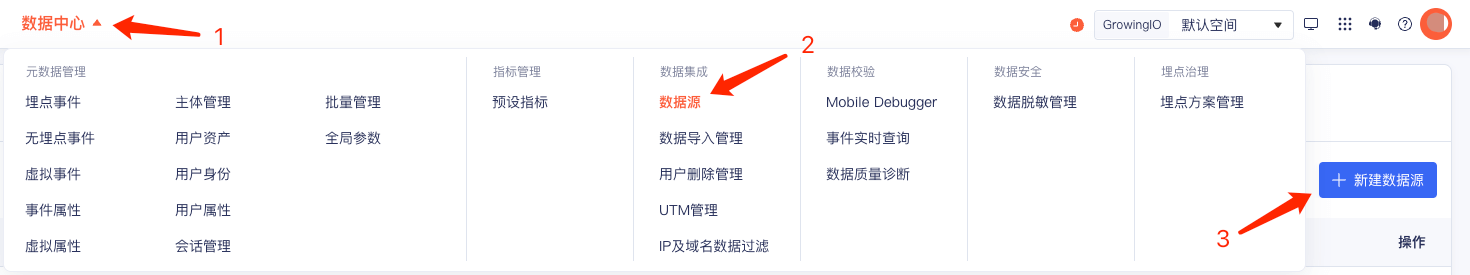 数据中心
1
GrowingIO 默认空间
2
元数据管理
埋点事件 主体管理 批量管理
无埋点事件 用户资产 全局参数
虚拟事件 用户身份
事件属性 用户属性
虚拟属性 会话管理
指标管理
预设指标
数据集成
数据源
数据导入管理
用户删除管理
UTM管理
IP及域名数据过滤
数据校验
Mobile Debugger
事件实时查询
数据质量诊断
数据安全
数据脱敏管理
埋点治理
埋点方案管理
新建数据源
3
操作